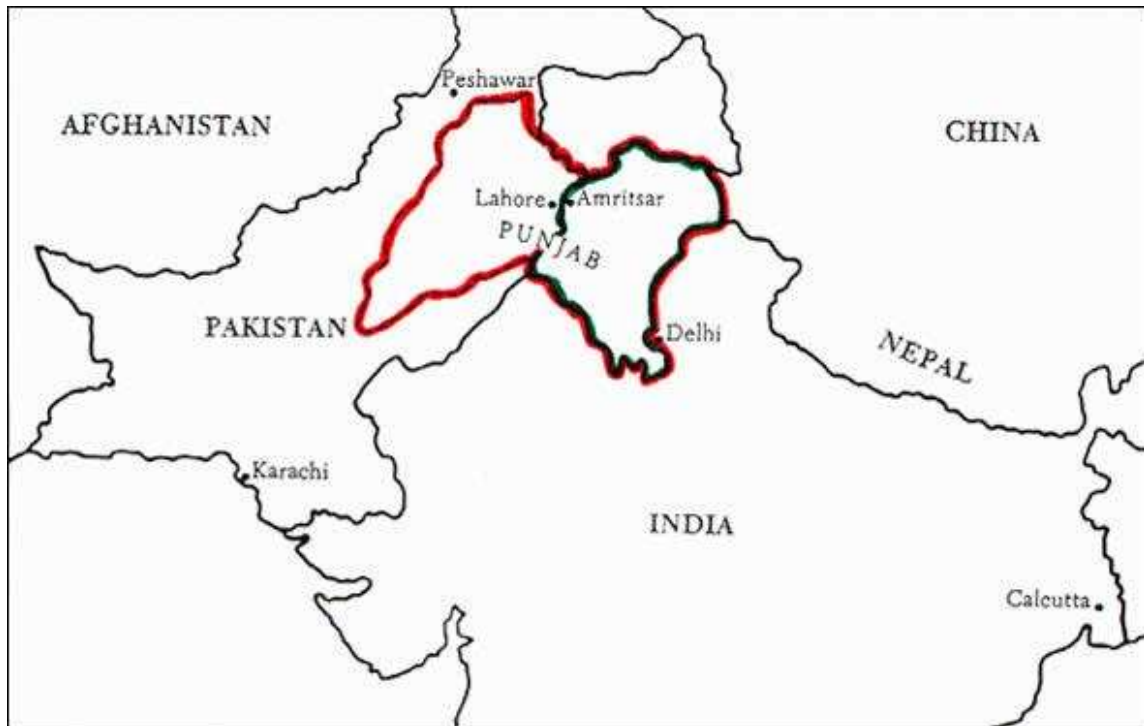 Peshawar
AFGHANISTAN
CHINA
Lahore
Amritsar
PUNJAB
PAKISTAN
Delhi
NEPAL
Karachi
INDIA
Calcutta